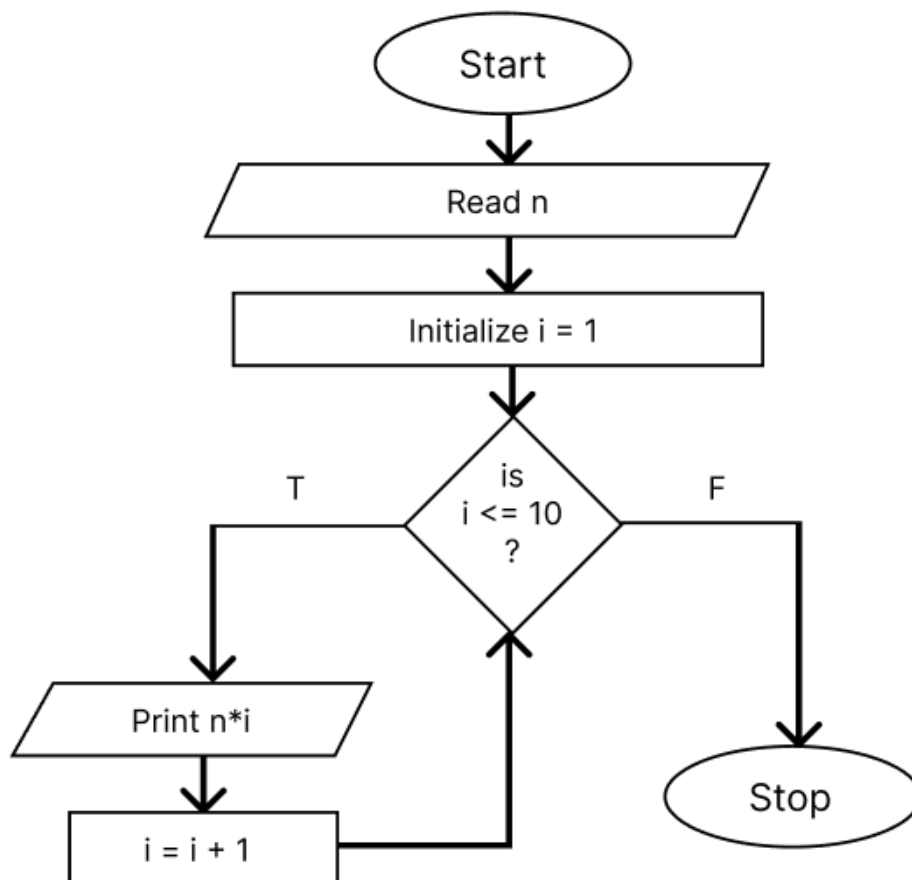 Start
Read n
Initialize i = 1
is
i <= 10
?
T
F
Print n*i
i = i + 1
Stop